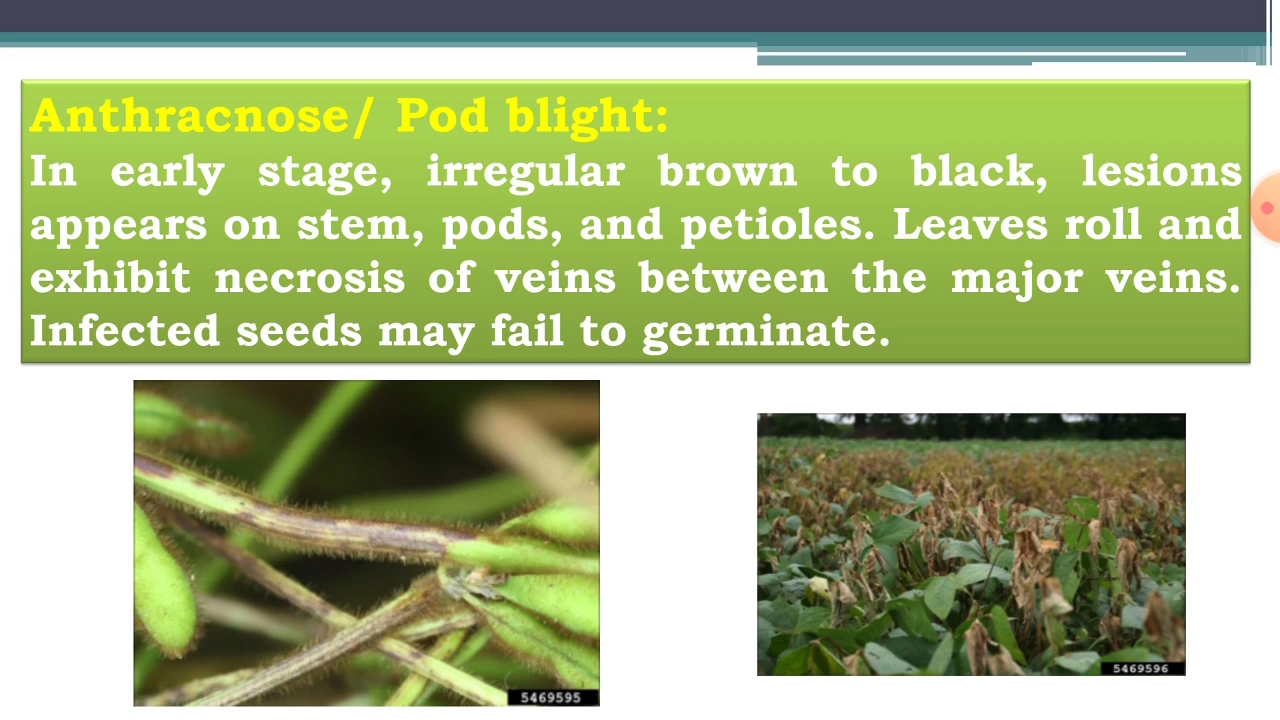 Anthracnose/ Pod blight:
In early stage, irregular brown to black, lesions
appears on stem, pods, and petioles. Leaves roll and
exhibit necrosis of veins between the major veins.
Infected seeds may fail to germinate.
5469595
5469596